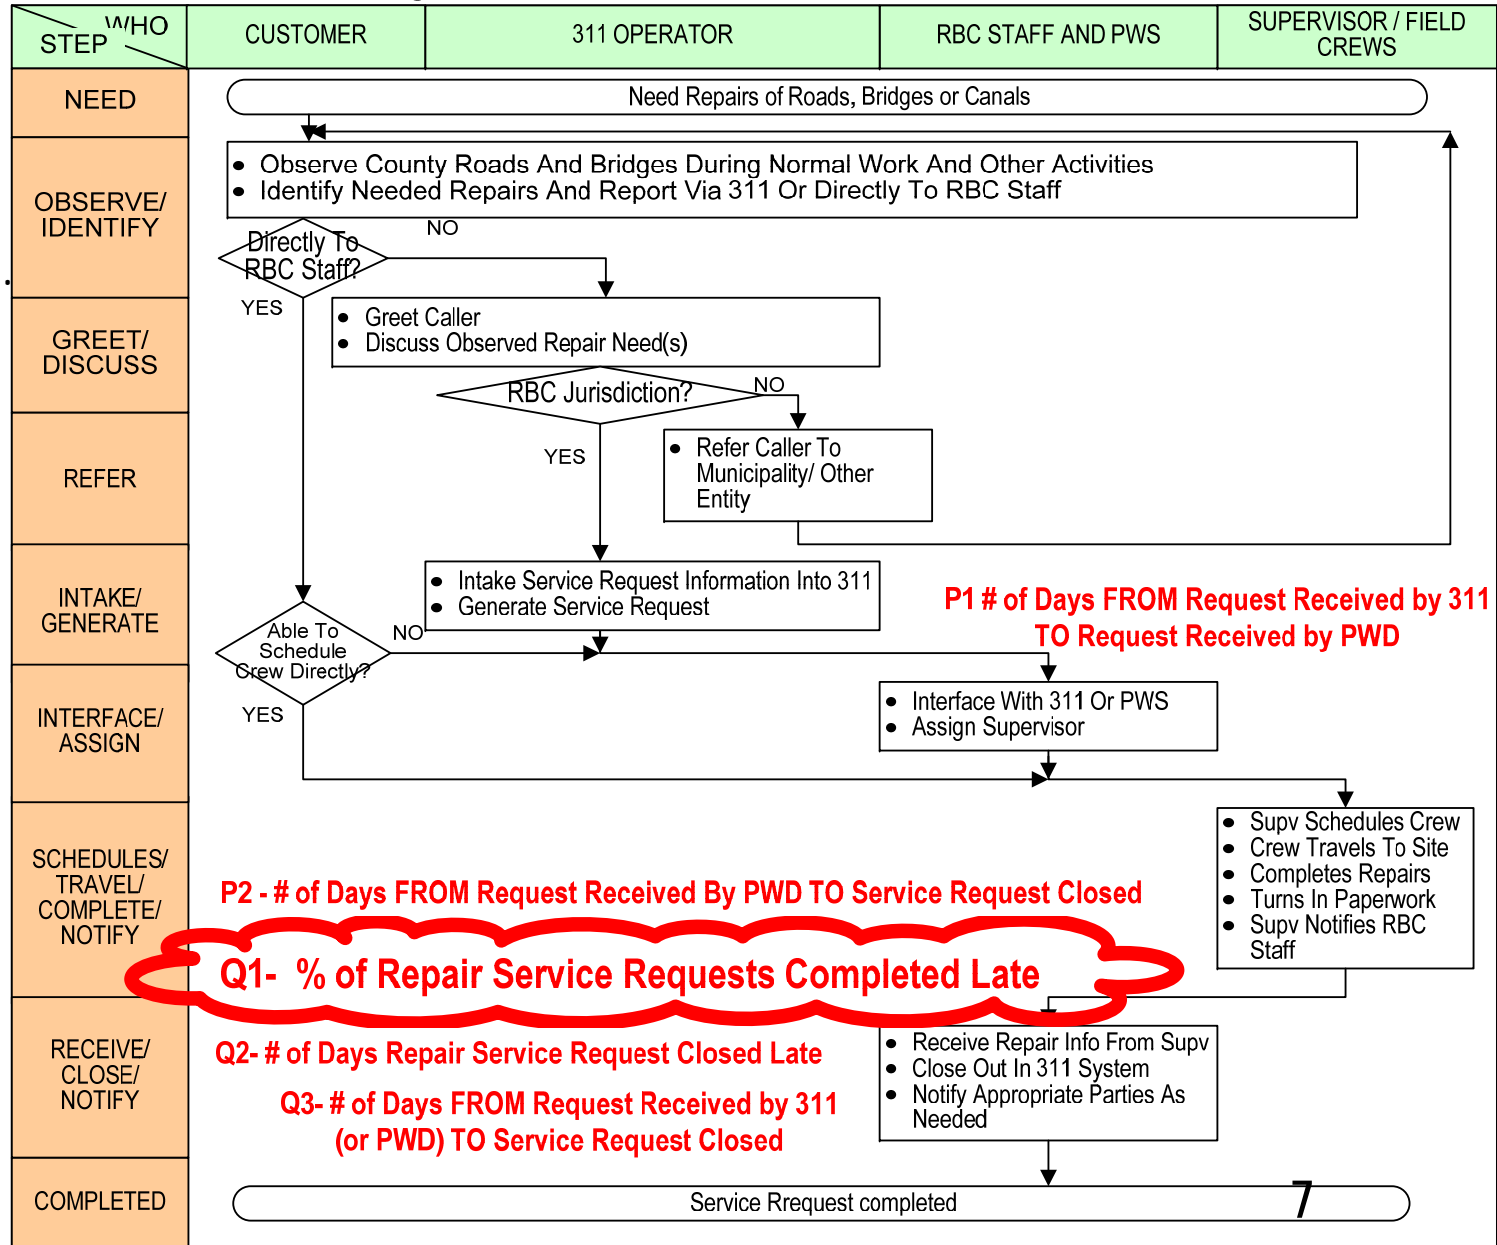 WHO
STEP
CUSTOMER
311 OPERATOR
RBC STAFF AND PWS
SUPERVISOR / FIELD
CREWS
NEED
Need Repairs of Roads, Bridges or Canals
OBSERVE/
IDENTIFY
• Observe County Roads And Bridges During Normal Work And Other Activities
• Identify Needed Repairs And Report Via 311 Or Directly To RBC Staff
Directly To
RBC Staff?
NO
YES
GREET/
DISCUSS
• Greet Caller
• Discuss Observed Repair Need(s)
RBC Jurisdiction?
NO
YES
REFER
• Refer Caller To
Municipality/ Other
Entity
INTAKE/
GENERATE
• Intake Service Request Information Into 311
• Generate Service Request
P1 # of Days FROM Request Received by 311
TO Request Received by PWD
Able To
Schedule
Crew Directly?
NO
YES
INTERFACE/
ASSIGN
• Interface With 311 Or PWS
• Assign Supervisor
SCHEDULES/
TRAVEL/
COMPLETE/
NOTIFY
• Supv Schedules Crew
• Crew Travels To Site
• Completes Repairs
• Turns In Paperwork
• Supv Notifies RBC
Staff
P2 - # of Days FROM Request Received By PWD TO Service Request Closed
Q1- % of Repair Service Requests Completed Late
RECEIVE/
CLOSE/
NOTIFY
Q2- # of Days Repair Service Request Closed Late
Q3- # of Days FROM Request Received by 311
(or PWD) TO Service Request Closed
• Receive Repair Info From Supv
• Close Out In 311 System
• Notify Appropriate Parties As
Needed
COMPLETED
Service Rrequest completed
7